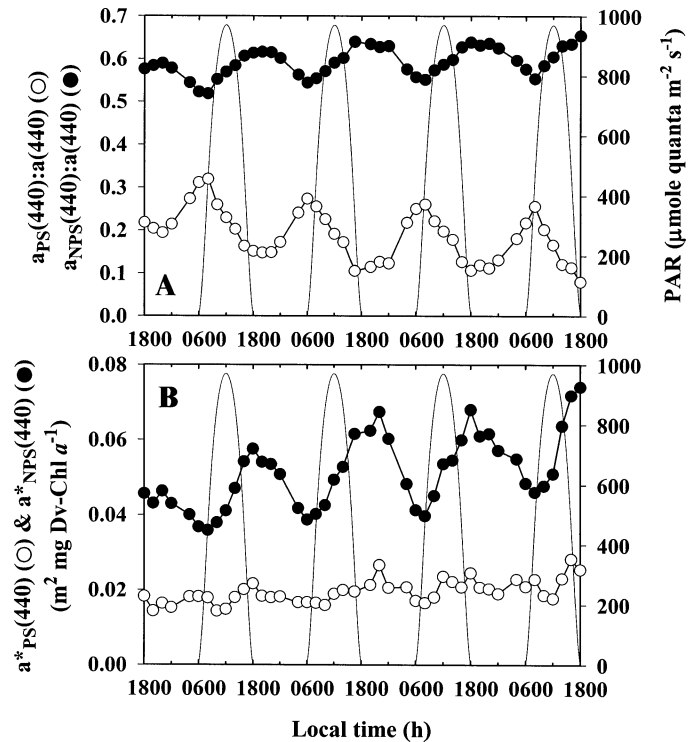 0.7
0.6
0.5
0.4
0.3
0.2
0.1
0.0
aPS(440):a(440) (○)
aNPS(440):a(440) (●)
A
1000
800
600
400
200
0
PAR (µmole quanta m-2 s-1)
1800 * 0600 * 1800 * 0600 * 1800 * 0600 * 1800 * 0600 * 1800
0.08
0.06
0.04
0.02
0.00
a*PS(440) (○) & a*NPS(440) (●)
(m2 mg Dv-Chl a-1)
B
1000
800
600
400
200
0
1800 * 0600 * 1800 * 0600 * 1800 * 0600 * 1800 * 0600 * 1800
Local time (h)